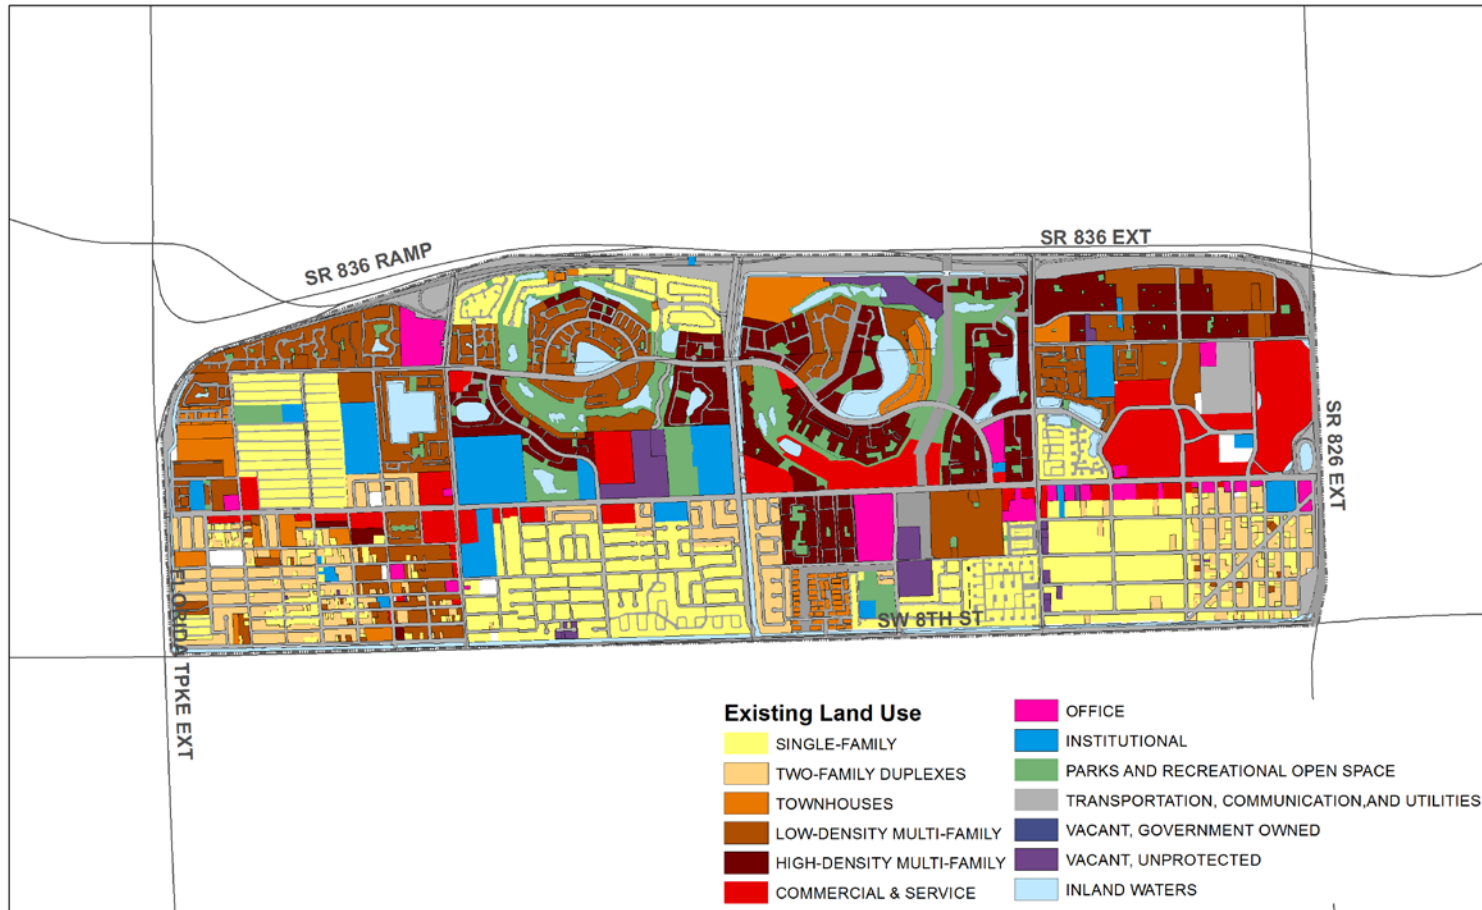 SR 836 RAMP
SR 836 EXT
SR 826 EXT
FLORIDA TPKE EXT
SW 8TH ST
Existing Land Use
SINGLE-FAMILY
TWO-FAMILY DUPLEXES
TOWNHOUSES
LOW-DENSITY MULTI-FAMILY
HIGH-DENSITY MULTI-FAMILY
COMMERCIAL & SERVICE
OFFICE
INSTITUTIONAL
PARKS AND RECREATIONAL OPEN SPACE
TRANSPORTATION, COMMUNICATION,AND UTILITIES
VACANT, GOVERNMENT OWNED
VACANT, UNPROTECTED
INLAND WATERS